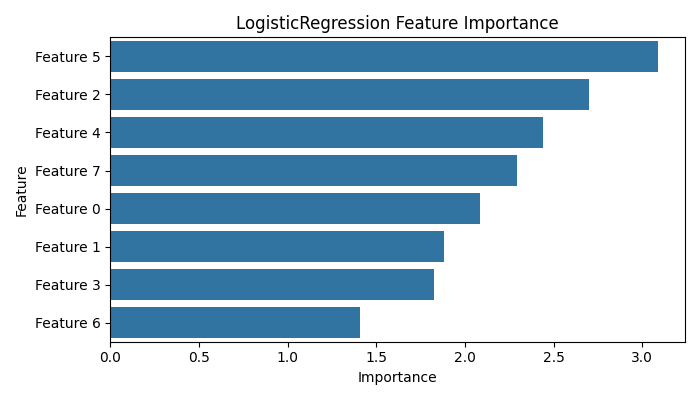 LogisticRegression Feature Importance
Feature 5
Feature 2
Feature 4
Feature 7
Feature 0
Feature 1
Feature 3
Feature 6
Feature
0.0 0.5 1.0 1.5 2.0 2.5 3.0
Importance